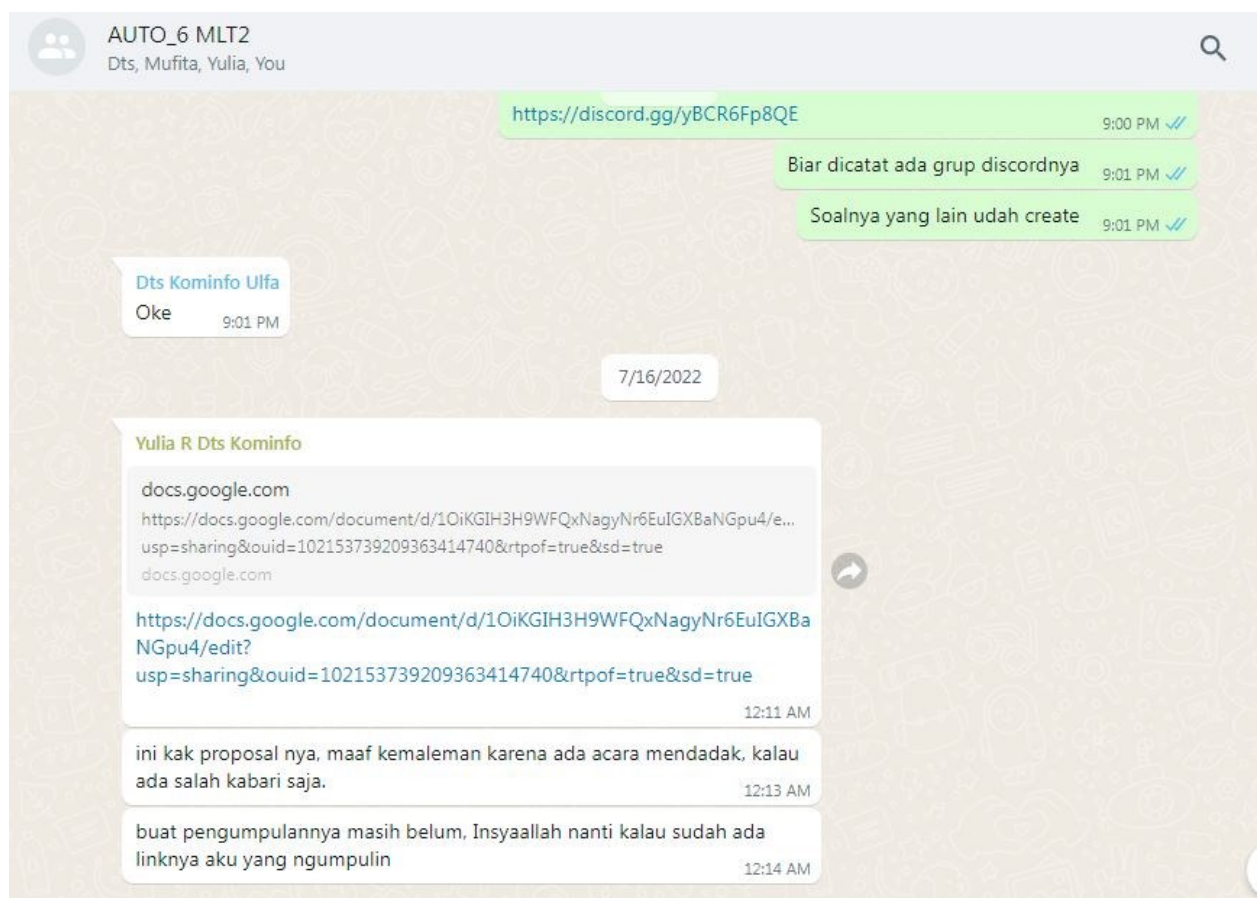 AUTO_6 MLT2
Dts, Mufita, Yulia, You
https://discord.gg/yBCR6Fp8QE
9:00 PM
Biar dicatat ada grup discordnya
9:01 PM
Soalnya yang lain udah create
9:01 PM
Dts Kominfo Ulfa
Oke
9:01 PM
7/16/2022
Yulia R Dts Kominfo
docs.google.com
https://docs.google.com/document/d/1OiKGIH3H9WFQxNagyNr6EuIGXBaNGpu4/e...
usp=sharing&ouid=102153739209363414740&rtpof=true&sd=true
docs.google.com
https://docs.google.com/document/d/1OiKGIH3H9WFQxNagyNr6EuIGXBa
NGpu4/edit?
usp=sharing&ouid=102153739209363414740&rtpof=true&sd=true
12:11 AM
ini kak proposal nya, maaf kemaleman karena ada acara mendadak, kalau
ada salah kabari saja.
12:13 AM
buat pengumpulannya masih belum, Insyaallah nanti kalau sudah ada
linknya aku yang ngumpulin
12:14 AM